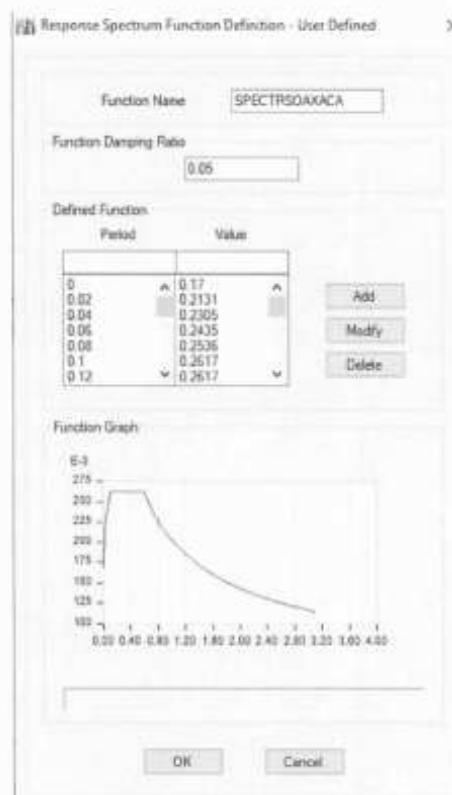 Response Spectrum Function Definition - User Defined
Function Name SPECTRSOAXACA
Function Damping Ratio
0.05
Defined Function
Period Value
0 0.17
0.02 0.2131
0.04 0.2305
0.06 0.2435
0.08 0.2536
0.1 0.2617
0.12 0.2617
Add
Modify
Delete
Function Graph
E-3
275
250
225
200
175
150
125
100
0.00 0.40 0.80 1.20 1.60 2.00 2.40 2.80 3.20 3.60 4.00
OK Cancel